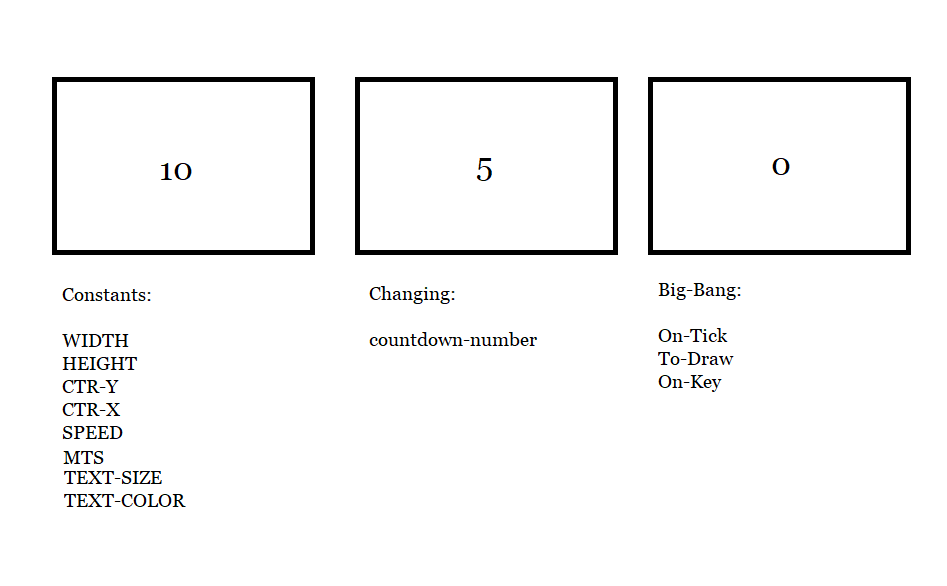 10
5
0
Constants:
WIDTH
HEIGHT
CTR-Y
CTR-X
SPEED
MTS
TEXT-SIZE
TEXT-COLOR
Changing:
countdown-number
Big-Bang:
On-Tick
To-Draw
On-Key